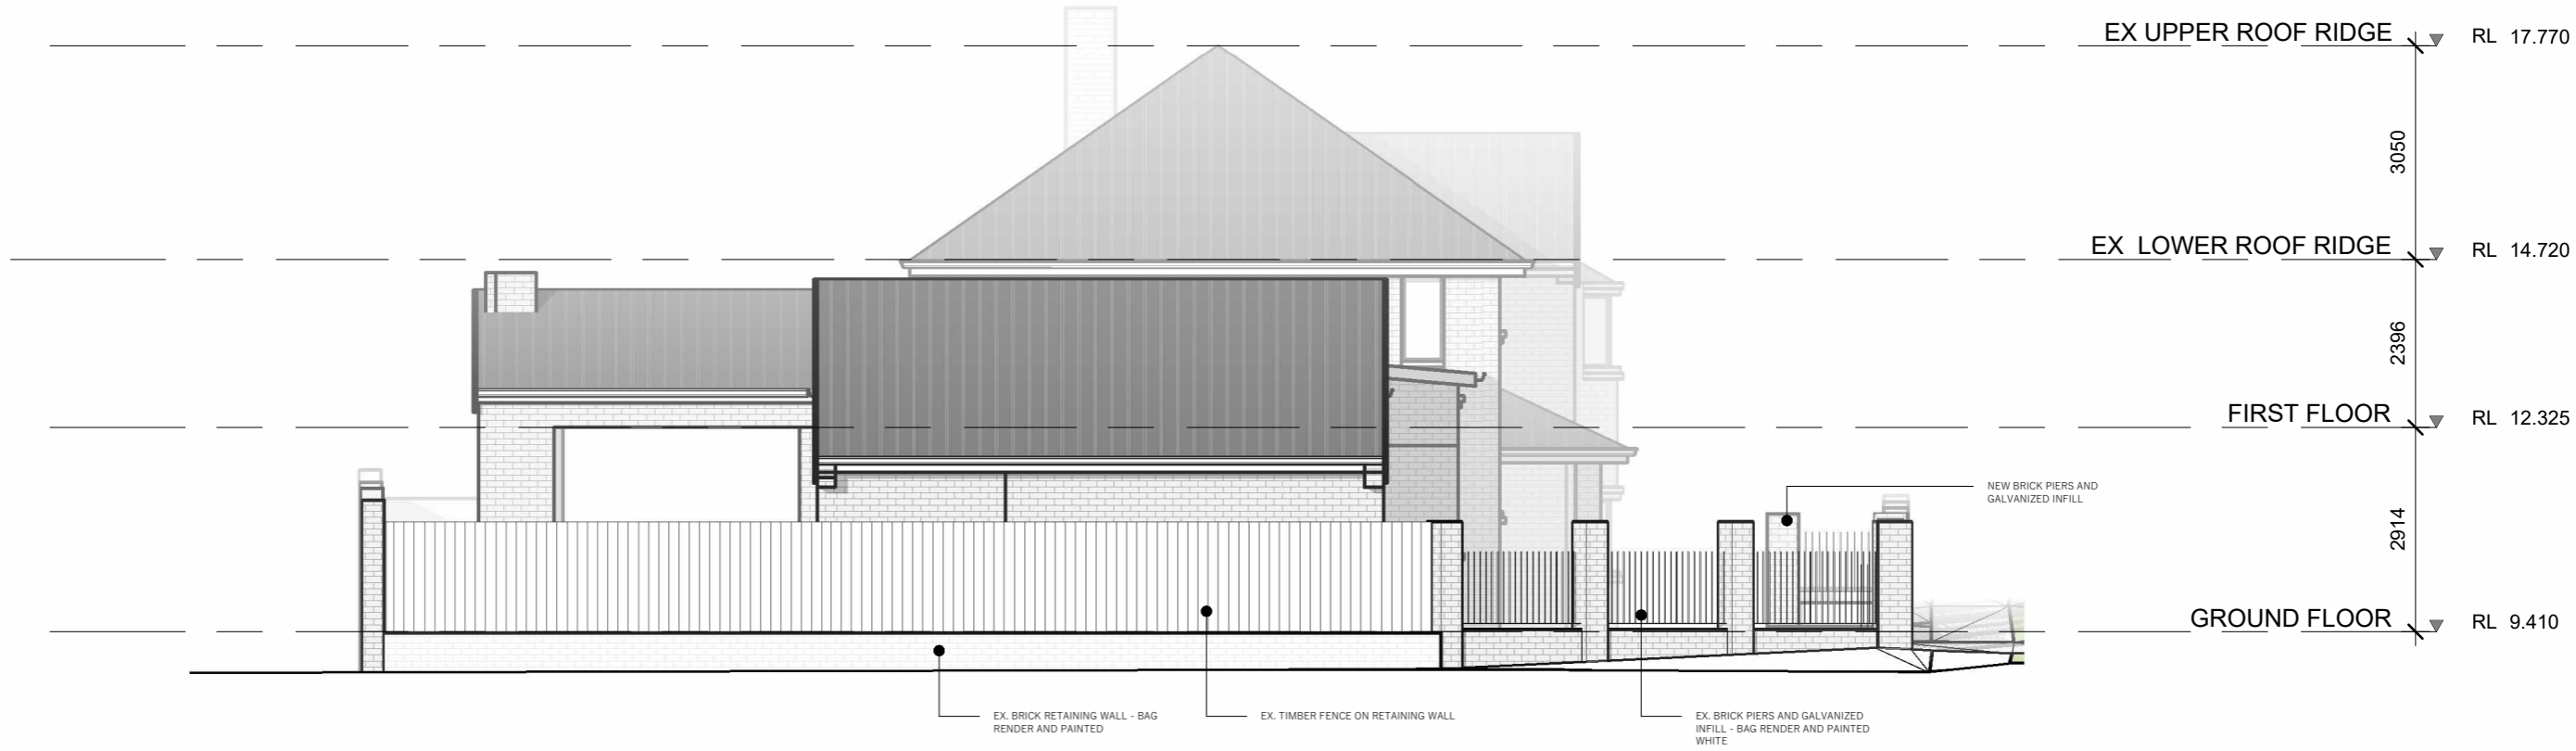 EX UPPER ROOF RIDGE RL 17.770
3050
EX LOWER ROOF RIDGE RL 14.720
2396
FIRST FLOOR RL 12.325
NEW BRICK PIERS AND
GALVANIZED INFILL
2914
GROUND FLOOR RL 9.410
EX. BRICK RETAINING WALL - BAG
RENDER AND PAINTED
EX. TIMBER FENCE ON RETAINING WALL
EX. BRICK PIERS AND GALVANIZED
INFILL - BAG RENDER AND PAINTED
WHITE